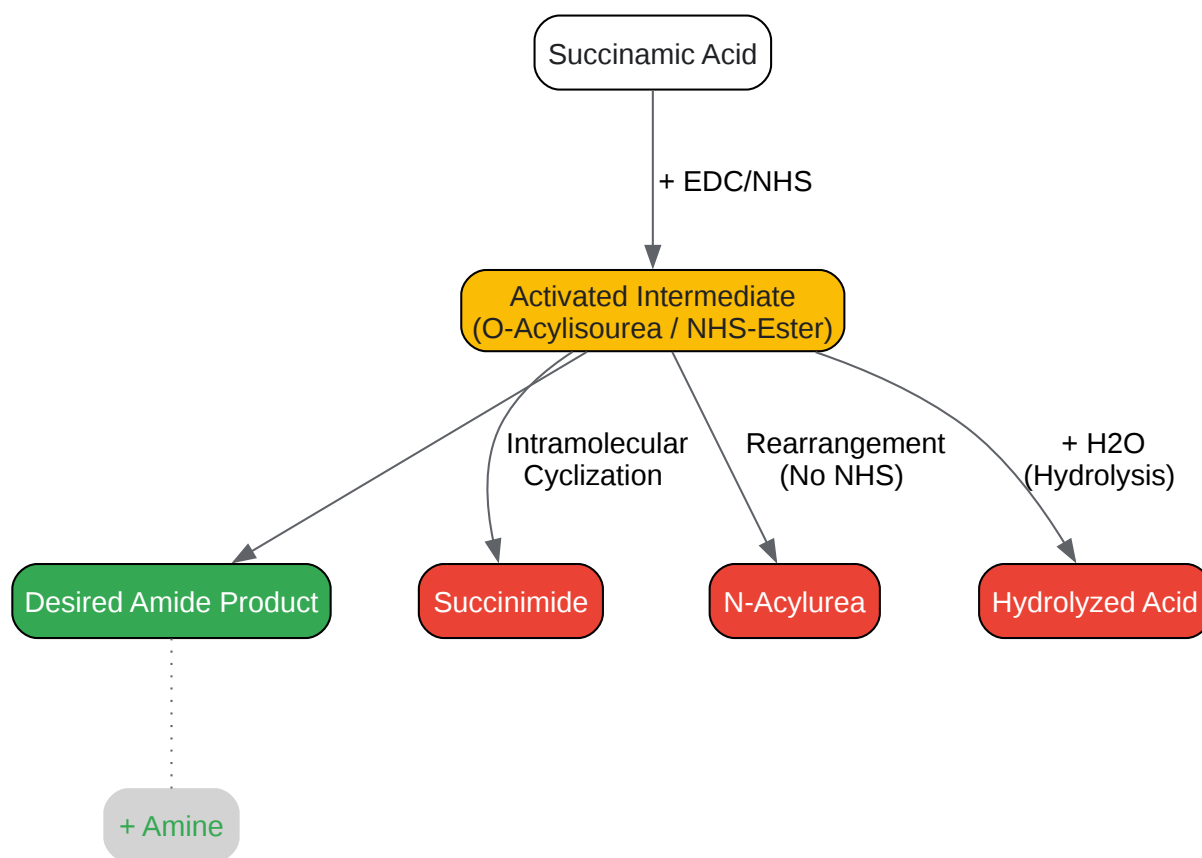 Succinamic Acid
+ EDC/NHS
Activated Intermediate
(O-Acylisourea / NHS-Ester)
Intramolecular
Cyclization
Rearrangement
(No NHS)
+ H2O
(Hydrolysis)
Desired Amide Product
Succinimide
N-Acylurea
Hydrolyzed Acid
+ Amine